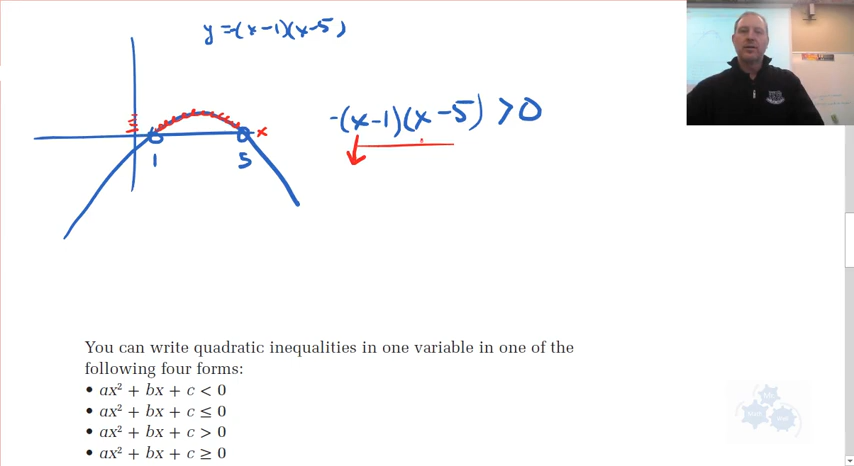 y = -(x-1)(x-5)
-(x-1)(x-5) > 0
x
1 5
You can write quadratic inequalities in one variable in one of the
following four forms:
• ax² + bx + c < 0
• ax² + bx + c ≤ 0
• ax² + bx + c > 0
• ax² + bx + c ≥ 0